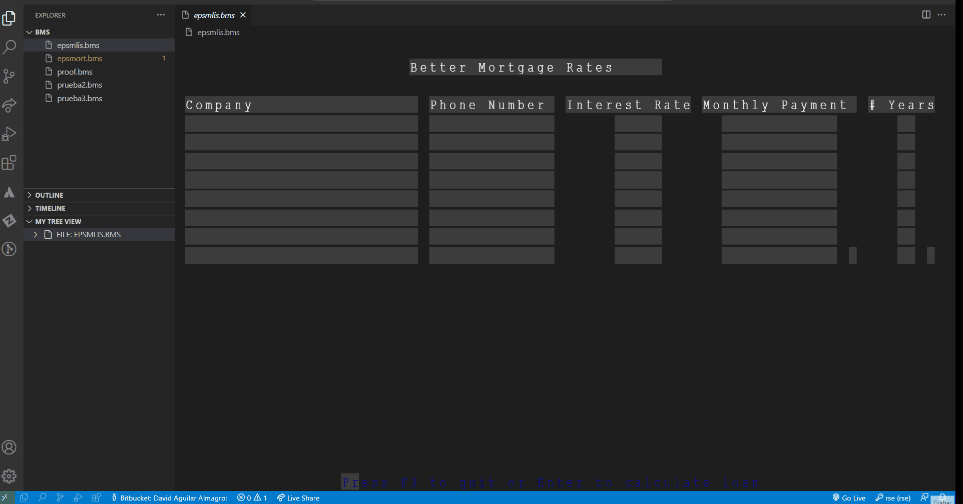 EXPLORER
epsmlis.bms
BMS
epsmlis.bms
epsmort.bms 1
proof.bms
prueba2.bms
prueba3.bms
OUTLINE
TIMELINE
MY TREE VIEW
FILE: EPSMLIS.BMS
epsmlis.bms
Better Mortgage Rates
Company Phone Number Interest Rate Monthly Payment # Years
Bitbucket: David Aguilar Almagro: 0 1 Live Share
Go Live rse (rse)